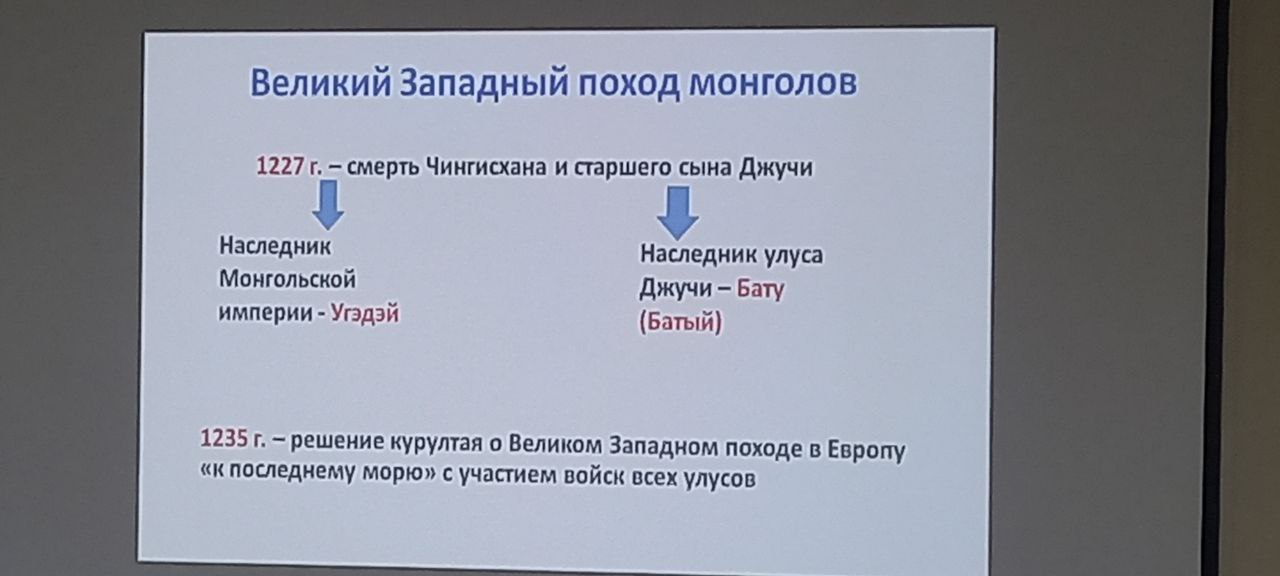 Великий Западный поход монголов
1227 г. – смерть Чингисхана и старшего сына Джучи
Наследник
Монгольской
империи - Угэдэй
Наследник улуса
Джучи – Бату
(Батый)
1235 г. – решение курултая о Великом Западном походе в Европу
«к последнему морю» с участием войск всех улусов